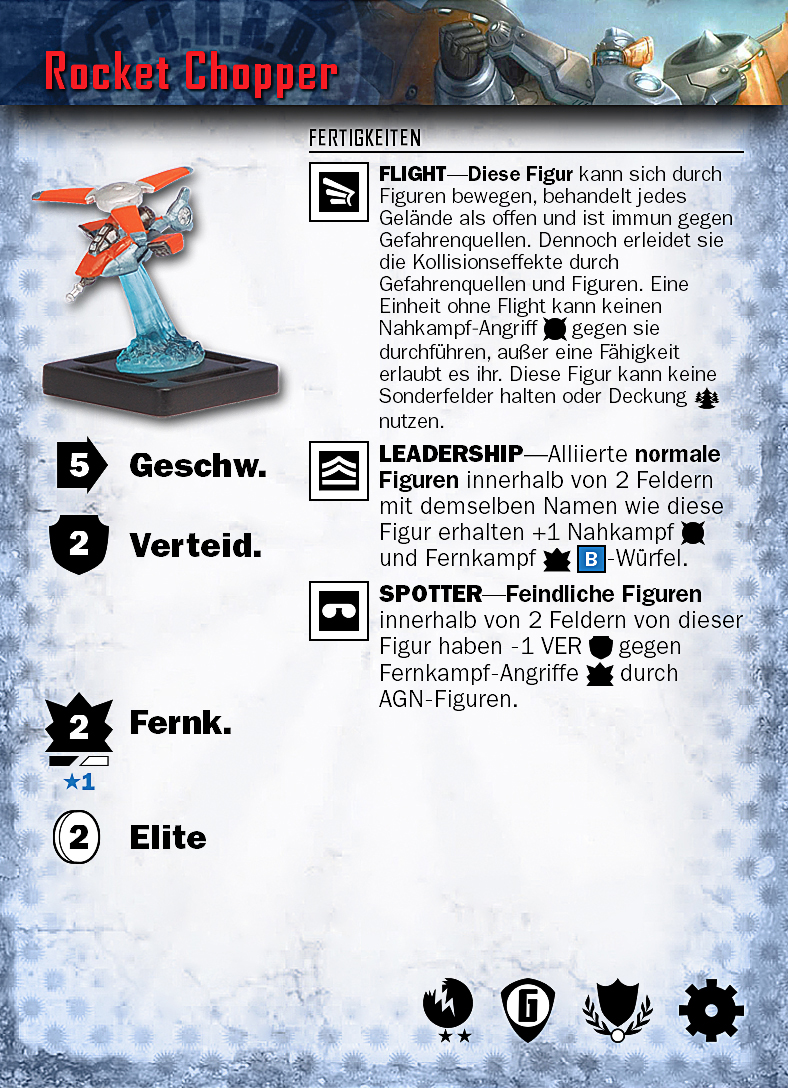 G.U.A.R.D
Rocket Chopper
FERTIGKEITEN
FLIGHT—Diese Figur kann sich durch
Figuren bewegen, behandelt jedes
Gelände als offen und ist immun gegen
Gefahrenquellen. Dennoch erleidet sie
die Kollisionseffekte durch
Gefahrenquellen und Figuren. Eine
Einheit ohne Flight kann keinen
Nahkampf-Angriff gegen sie
durchführen, außer eine Fähigkeit
erlaubt es ihr. Diese Figur kann keine
Sonderfelder halten oder Deckung
nutzen.
LEADERSHIP—Alliierte normale
Figuren innerhalb von 2 Feldern
mit demselben Namen wie diese
Figur erhalten +1 Nahkampf
und Fernkampf B-Würfel.
SPOTTER—Feindliche Figuren
innerhalb von 2 Feldern von dieser
Figur haben -1 VER gegen
Fernkampf-Angriffe durch
AGN-Figuren.
5 Geschw.
2 Verteid.
2 Fernk.
★1
2 Elite
★★
G